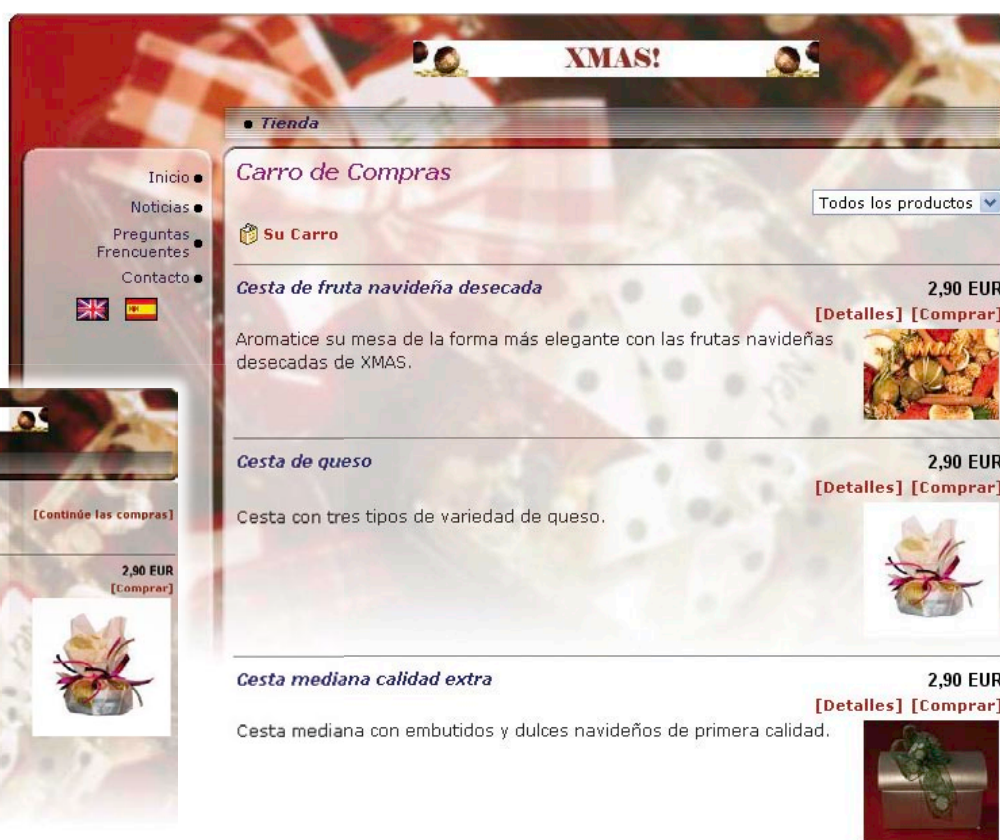 XMAS!
Tienda
Inicio
Noticias
Preguntas
Frencuentes
Contacto
Carro de Compras
Todos los productos
Su Carro
Cesta de fruta navideña desecada
2,90 EUR
[Detalles] [Comprar]
Aromatice su mesa de la forma más elegante con las frutas navideñas
desecadas de XMAS.
Cesta de queso
2,90 EUR
[Detalles] [Comprar]
Cesta con tres tipos de variedad de queso.
Cesta mediana calidad extra
2,90 EUR
[Detalles] [Comprar]
Cesta mediana con embutidos y dulces navideños de primera calidad.
[Continúe las compras]
2,90 EUR
[Comprar]